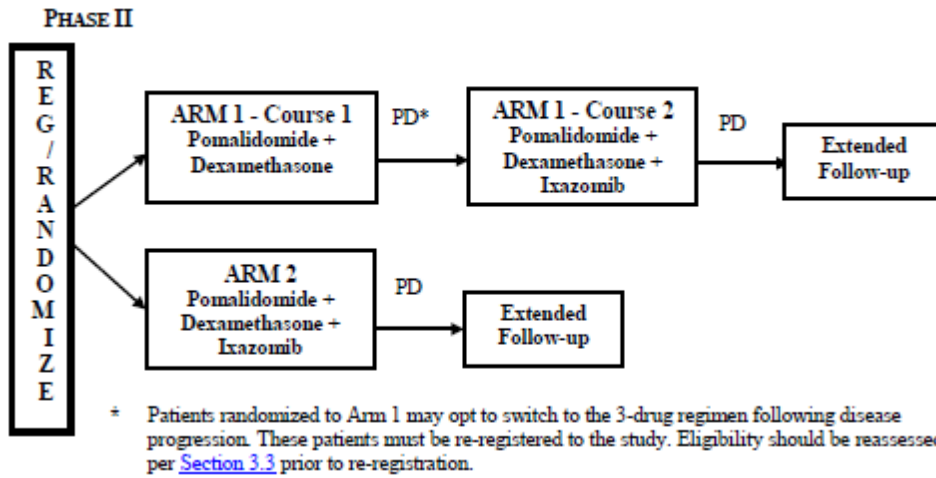 PHASE II
REG/RANDOMIZE
ARM 1 - Course 1
Pomalidomide +
Dexamethasone
PD*
ARM 1 - Course 2
Pomalidomide +
Dexamethasone +
Ixazomib
PD
Extended
Follow-up
ARM 2
Pomalidomide +
Dexamethasone +
Ixazomib
PD
Extended
Follow-up
* Patients randomized to Arm 1 may opt to switch to the 3-drug regimen following disease
progression. These patients must be re-registered to the study. Eligibility should be reassessed
per Section 3.3 prior to re-registration.